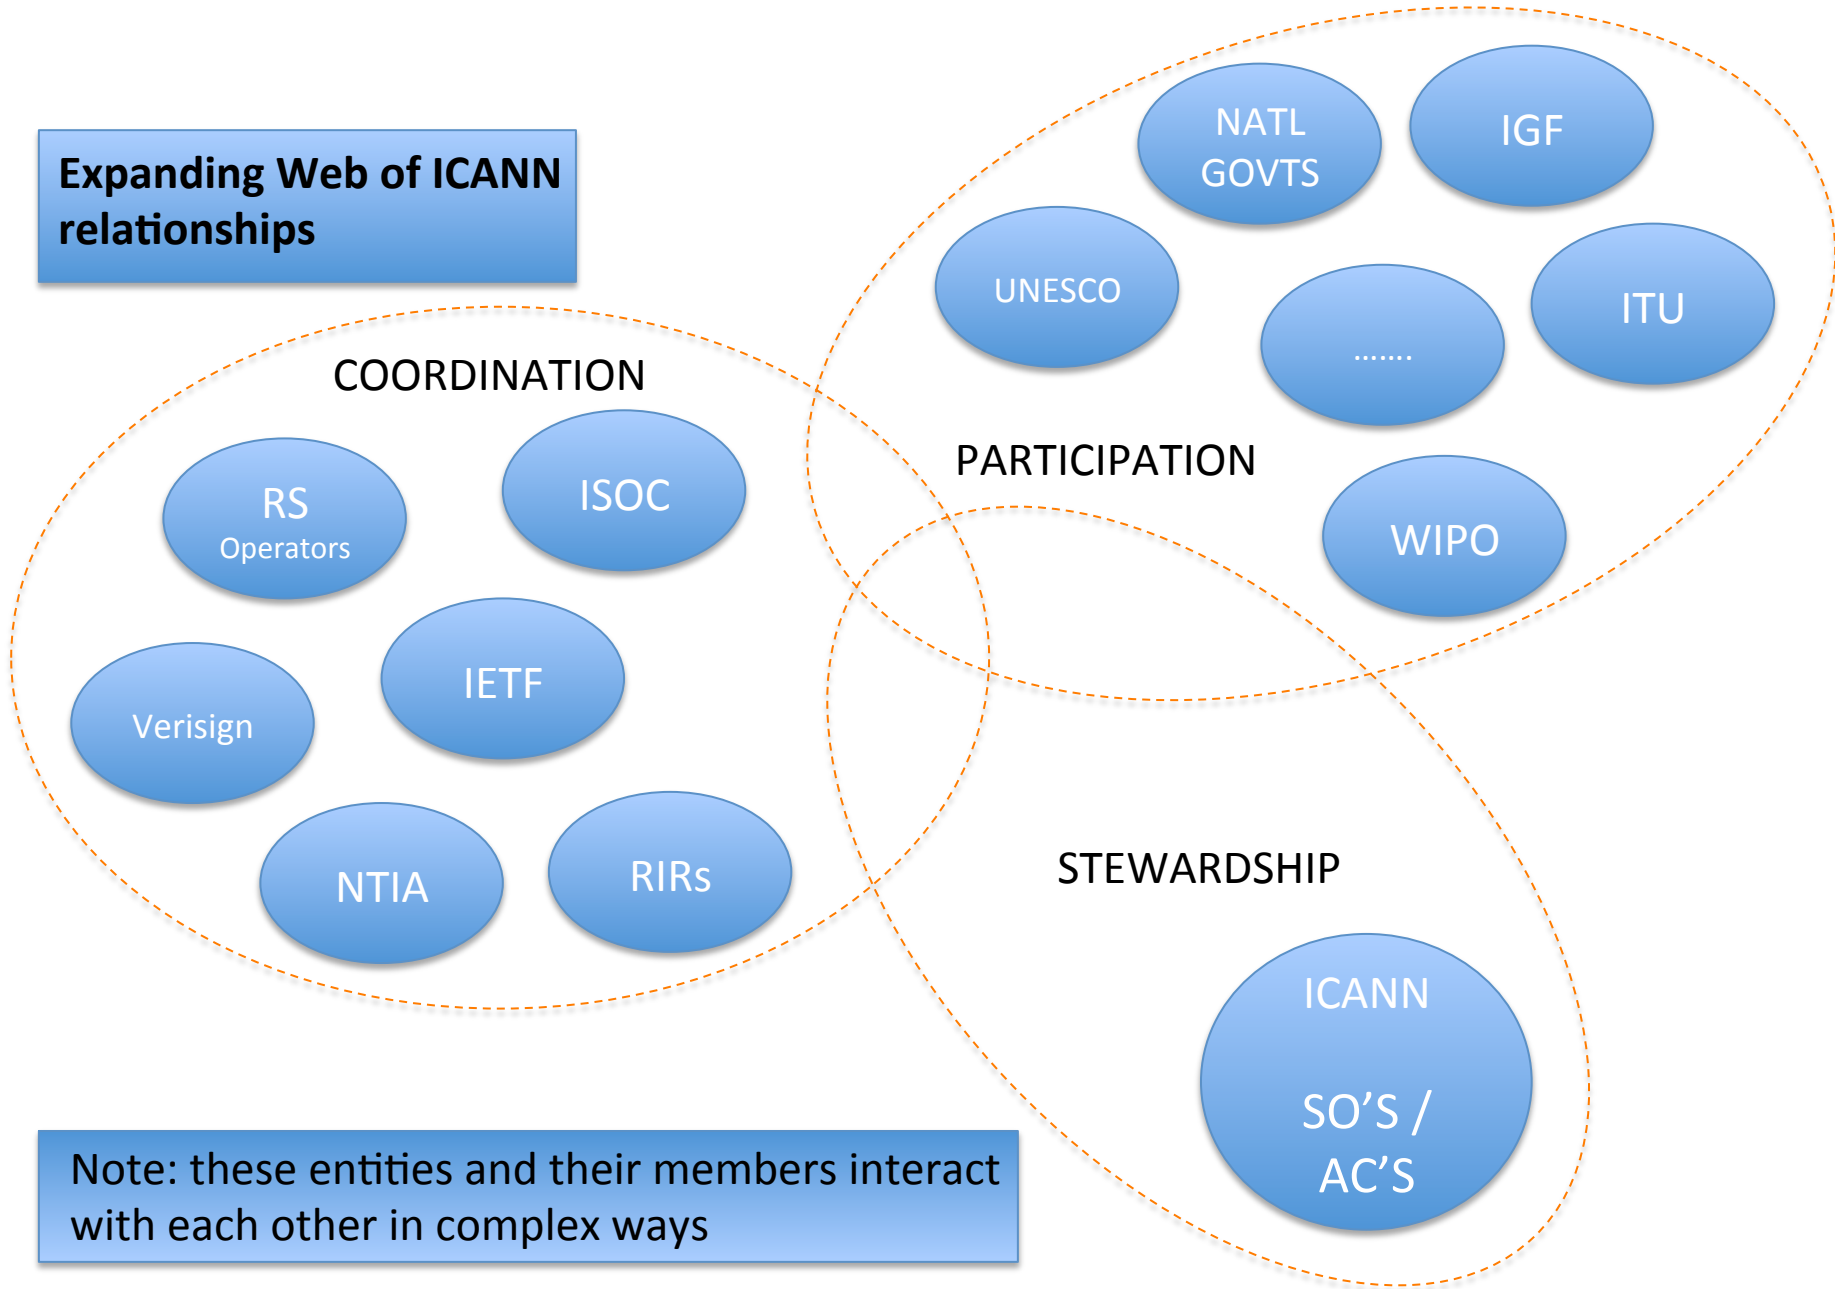 Expanding Web of ICANN
relationships
NATL
GOVTS
IGF
UNESCO
…….
ITU
PARTICIPATION
WIPO
COORDINATION
RS
Operators
ISOC
IETF
Verisign
NTIA
RIRs
STEWARDSHIP
ICANN
SO’S /
AC’S
Note: these entities and their members interact
with each other in complex ways